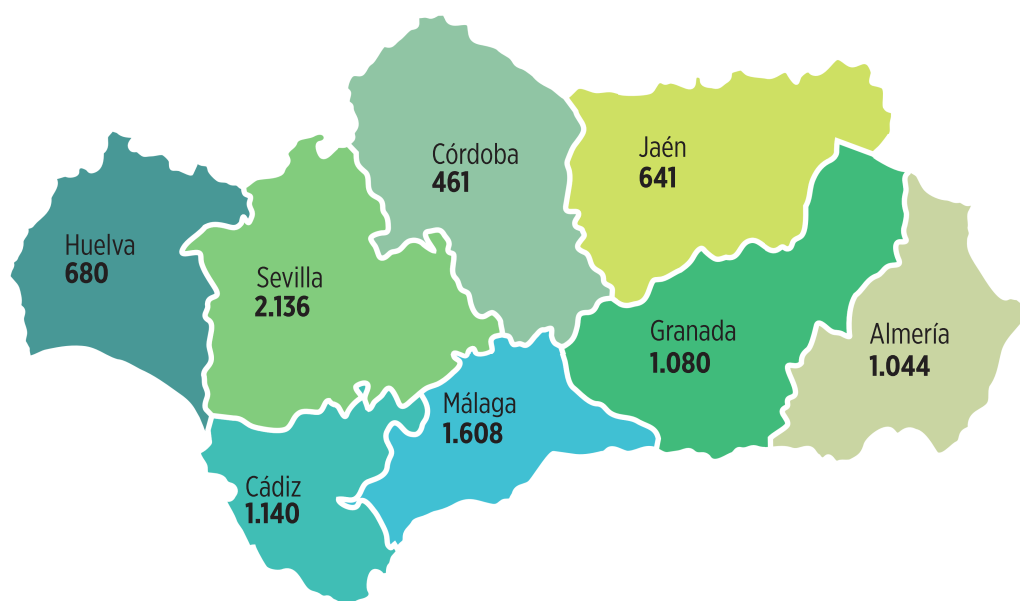 Córdoba
461
Jaén
641
Huelva
680
Sevilla
2.136
Granada
1.080
Almería
1.044
Málaga
1.608
Cádiz
1.140